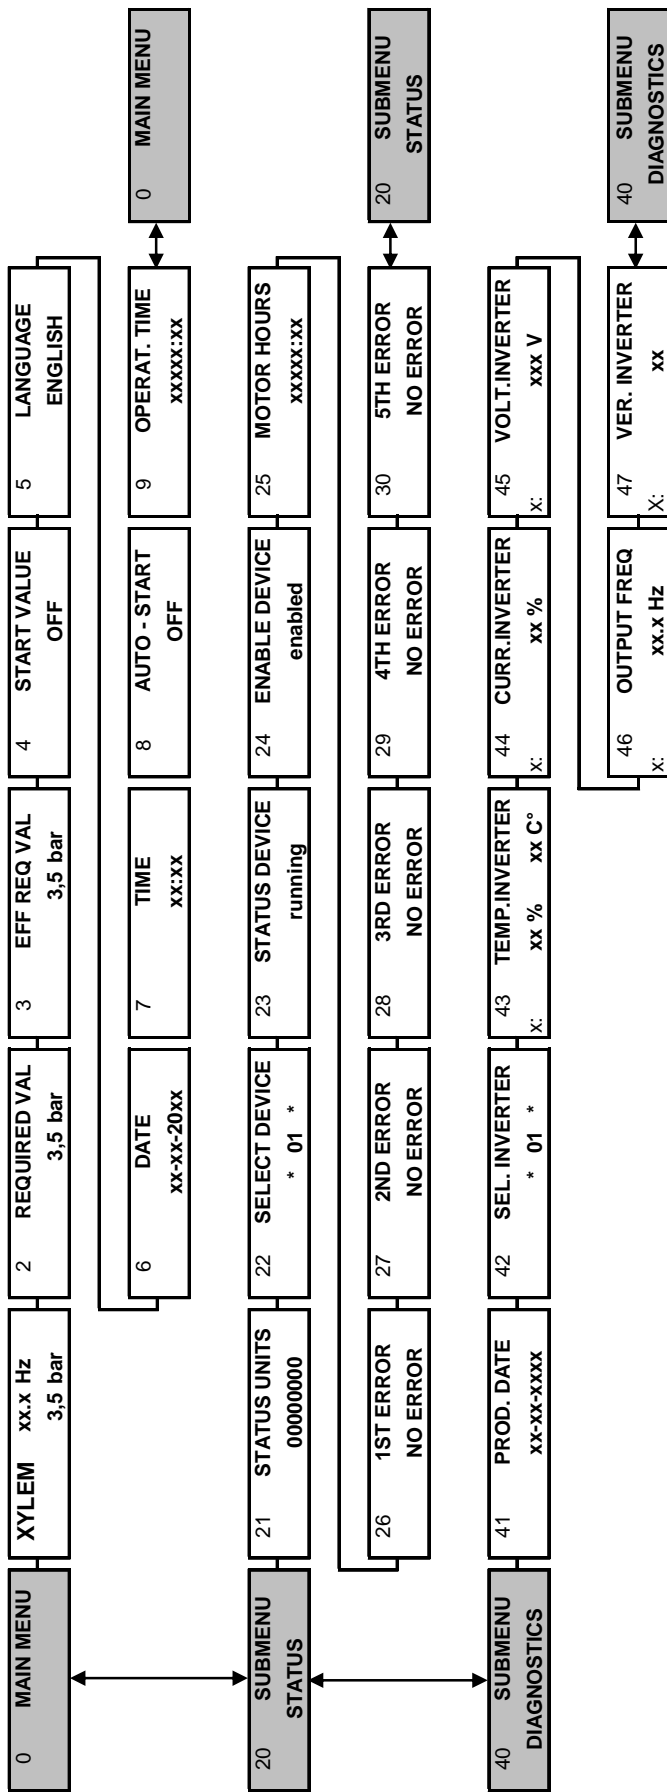 0 MAIN MENU
XYLEM xx.x Hz
3,5 bar
2 REQUIRED VAL
3,5 bar
3 EFF REQ VAL
3,5 bar
4 START VALUE
OFF
5 LANGUAGE
ENGLISH
6 DATE
xx-xx-20xx
7 TIME
xx:xx
8 AUTO - START
OFF
9 OPERAT. TIME
xxxxx:xx
0 MAIN MENU
20 SUBMENU
STATUS
21 STATUS UNITS
00000000
22 SELECT DEVICE
* 01 *
23 STATUS DEVICE
running
24 ENABLE DEVICE
enabled
25 MOTOR HOURS
xxxxx:xx
26 1ST ERROR
NO ERROR
27 2ND ERROR
NO ERROR
28 3RD ERROR
NO ERROR
29 4TH ERROR
NO ERROR
30 5TH ERROR
NO ERROR
20 SUBMENU
STATUS
40 SUBMENU
DIAGNOSTICS
41 PROD. DATE
xx-xx-xxxx
42 SEL. INVERTER
* 01 *
43 TEMP.INVERTER
x: xx % xx C°
44 CURR.INVERTER
x: xx %
45 VOLT.INVERTER
x: xxx V
46 OUTPUT FREQ
x: xx.x Hz
47 VER. INVERTER
X: xx
40 SUBMENU
DIAGNOSTICS